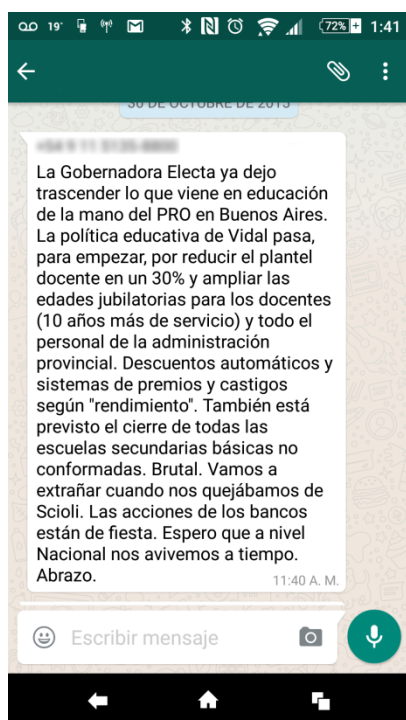 19° 72% 1:41
30 DE OCTUBRE DE 2015
La Gobernadora Electa ya dejo
trascender lo que viene en educación
de la mano del PRO en Buenos Aires.
La política educativa de Vidal pasa,
para empezar, por reducir el plantel
docente en un 30% y ampliar las
edades jubilatorias para los docentes
(10 años más de servicio) y todo el
personal de la administración
provincial. Descuentos automáticos y
sistemas de premios y castigos
según "rendimiento". También está
previsto el cierre de todas las
escuelas secundarias básicas no
conformadas. Brutal. Vamos a
extrañar cuando nos quejábamos de
Scioli. Las acciones de los bancos
están de fiesta. Espero que a nivel
Nacional nos avivemos a tiempo.
Abrazo.
11:40 A. M.
Escribir mensaje